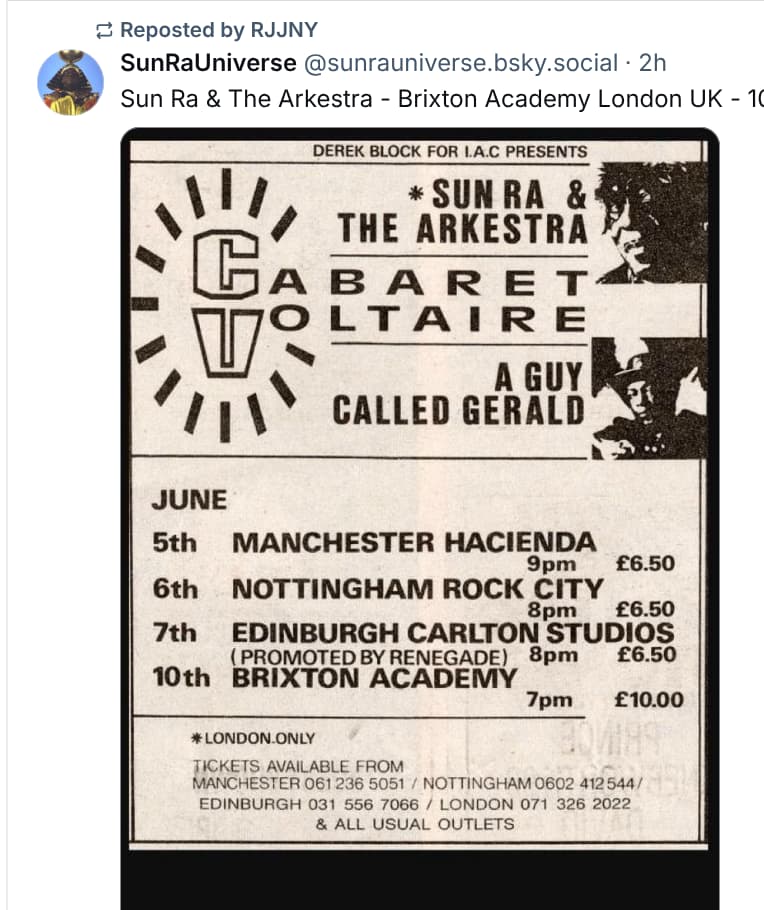 Reposted by RJJNY
SunRaUniverse @sunrauniverse.bsky.social · 2h
Sun Ra & The Arkestra - Brixton Academy London UK - 10
DEREK BLOCK FOR I.A.C PRESENTS
* SUN RA &
THE ARKESTRA
CABARET
VOLTAIRE
A GUY
CALLED GERALD
JUNE
5th MANCHESTER HACIENDA
9pm £6.50
6th NOTTINGHAM ROCK CITY
8pm £6.50
7th EDINBURGH CARLTON STUDIOS
(PROMOTED BY RENEGADE) 8pm £6.50
10th BRIXTON ACADEMY
7pm £10.00
*LONDON.ONLY
TICKETS AVAILABLE FROM
MANCHESTER 061 236 5051 / NOTTINGHAM 0602 412544/
EDINBURGH 031 556 7066 / LONDON 071 326 2022
& ALL USUAL OUTLETS